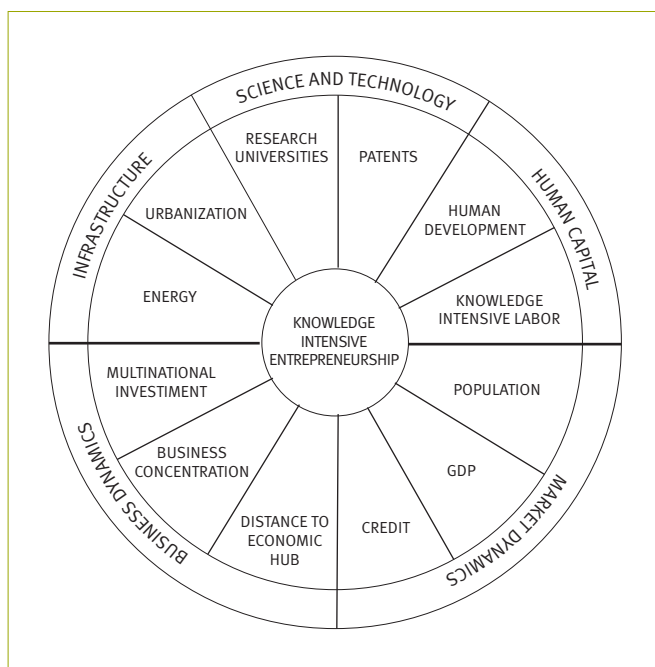 SCIENCE AND TECHNOLOGY
HUMAN CAPITAL
MARKET DYNAMICS
BUSINESS DYNAMICS
INFRASTRUCTURE
RESEARCH
UNIVERSITIES
PATENTS
HUMAN
DEVELOPMENT
KNOWLEDGE
INTENSIVE LABOR
POPULATION
GDP
CREDIT
DISTANCE TO
ECONOMIC
HUB
BUSINESS
CONCENTRATION
MULTINATIONAL
INVESTIMENT
ENERGY
URBANIZATION
KNOWLEDGE
INTENSIVE
ENTREPRENEURSHIP